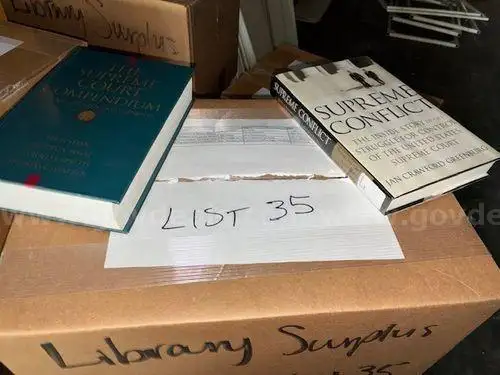 Library Surplus
THE
SUPREME
COURT
COMPENDIUM
SUPREME
CONFLICT
SUPREME
CONFLICT
THE INSIDE STORY OF THE
STRUGGLE FOR CONTROL
OF THE UNITED STATES
SUPREME COURT
JAN CRAWFORD GREENBURG
LIST 35
Library Surplus
35